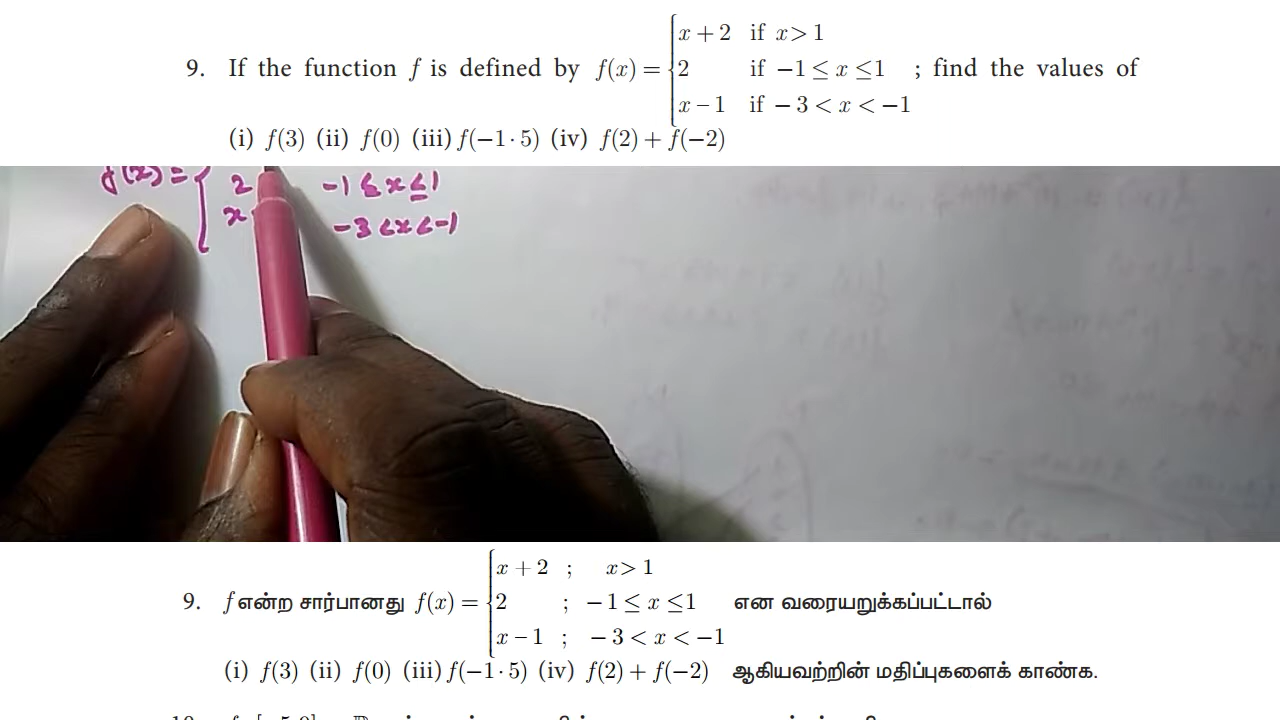 9. If the function f is defined by f(x) = { x + 2 if x > 1
2 if −1 ≤ x ≤ 1 ; find the values of
x − 1 if − 3 < x < −1
(i) f(3) (ii) f(0) (iii) f(−1·5) (iv) f(2) + f(−2)
f(x) = { 2 -1 ≤ x ≤ 1
x -3 < x < -1
9. f என்ற சார்பானது f(x) = { x + 2 ; x > 1
2 ; −1 ≤ x ≤ 1 என வரையறுக்கப்பட்டால்
x − 1 ; − 3 < x < −1
(i) f(3) (ii) f(0) (iii) f(−1·5) (iv) f(2) + f(−2) ஆகியவற்றின் மதிப்புகளைக் காண்க.